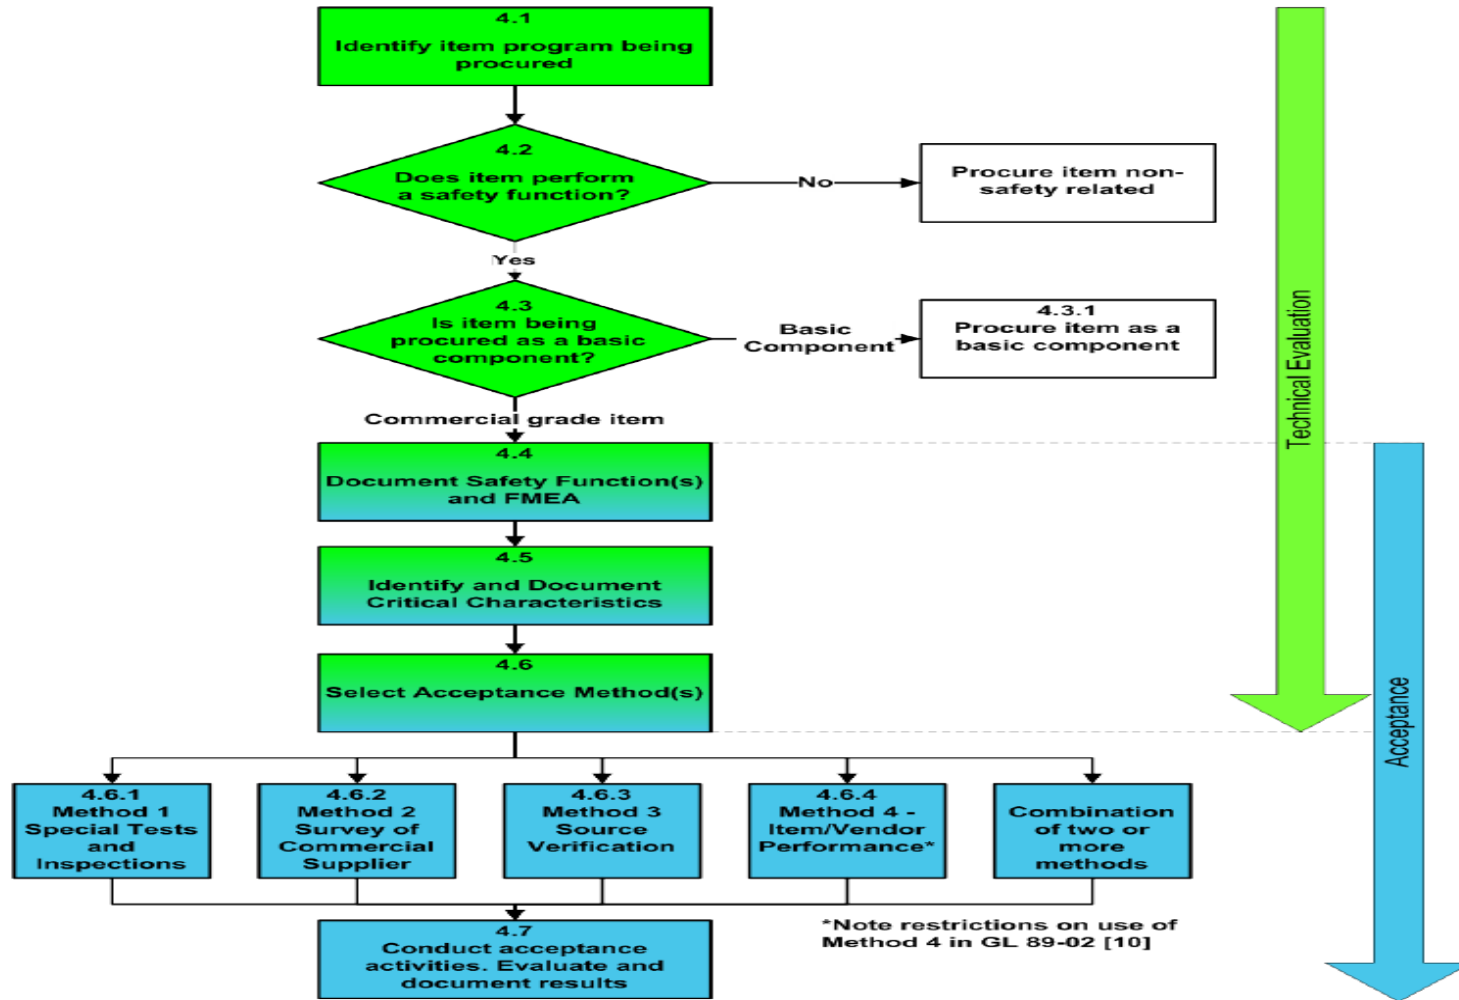 4.1
Identify item program being
procured
4.2
Does item perform
a safety function?
No
Procure item non-
safety related
Yes
4.3
Is item being
procured as a basic
component?
Basic
Component
4.3.1
Procure item as a
basic component
Commercial grade item
4.4
Document Safety Function(s)
and FMEA
4.5
Identify and Document
Critical Characteristics
4.6
Select Acceptance Method(s)
4.6.1
Method 1
Special Tests
and
Inspections
4.6.2
Method 2
Survey of
Commercial
Supplier
4.6.3
Method 3
Source
Verification
4.6.4
Method 4 -
Item/Vendor
Performance*
Combination
of two or
more
methods
4.7
Conduct acceptance
activities. Evaluate and
document results
*Note restrictions on use of
Method 4 in GL 89-02 [10]
Technical Evaluation
Acceptance